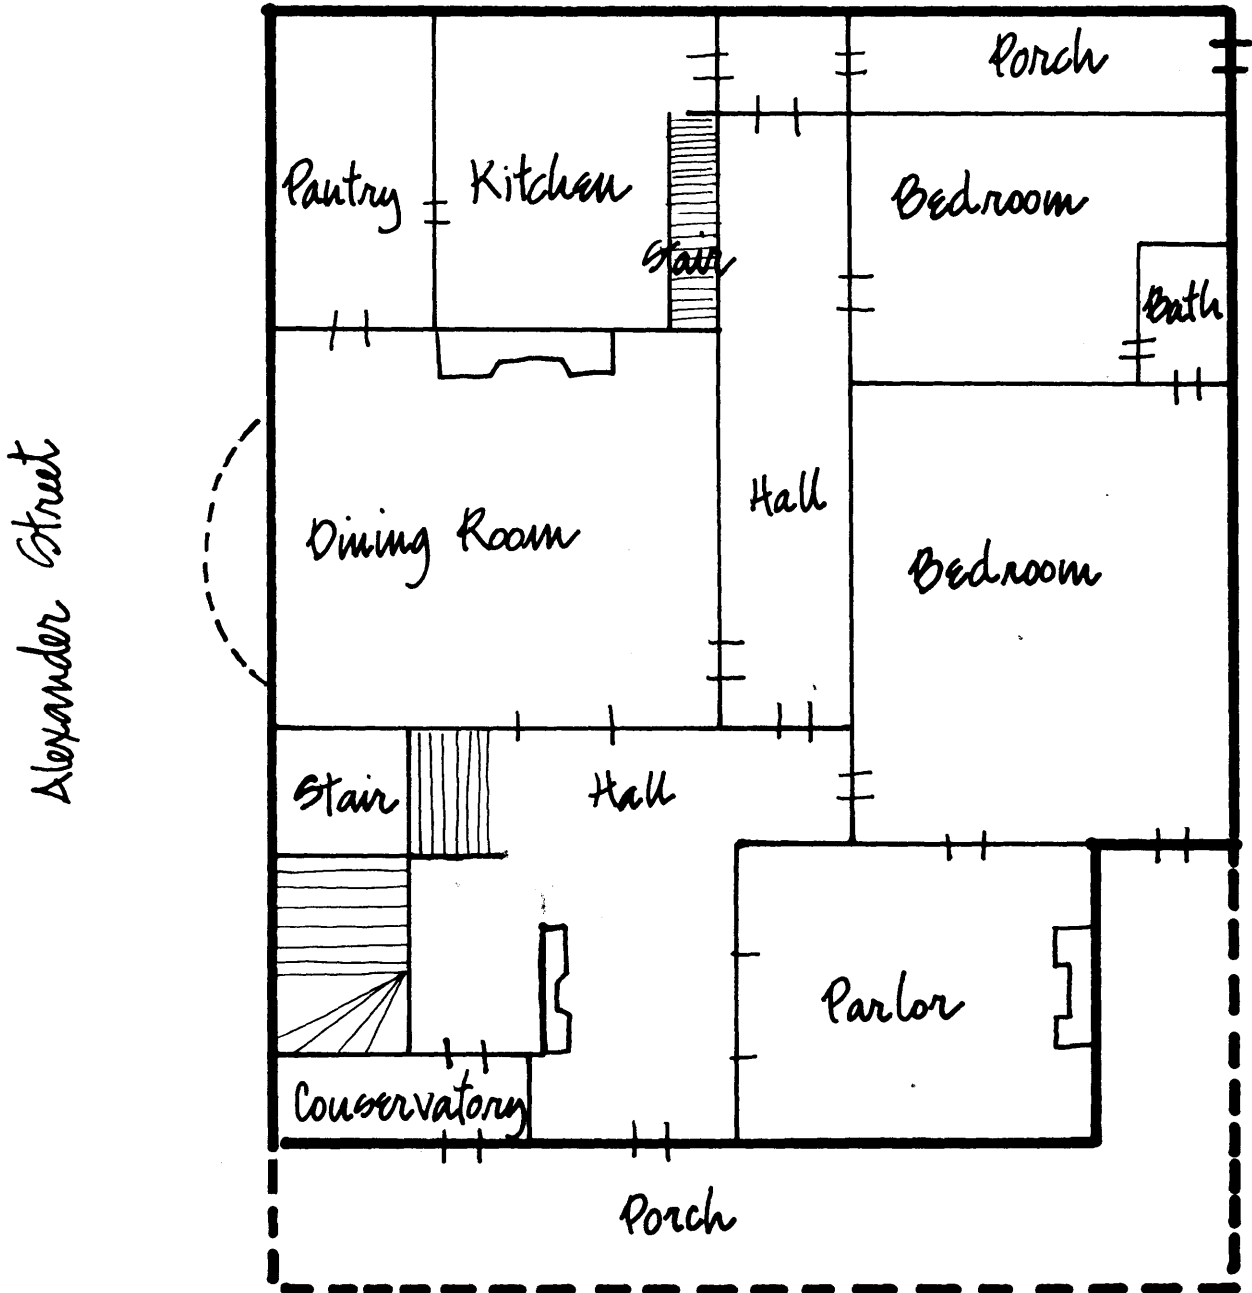 Porch
Pantry
Kitchen
Bedroom
Stair
Bath
Alexander Street
Hall
Dining Room
Bedroom
Stair
Hall
Parlor
Conservatory
Porch